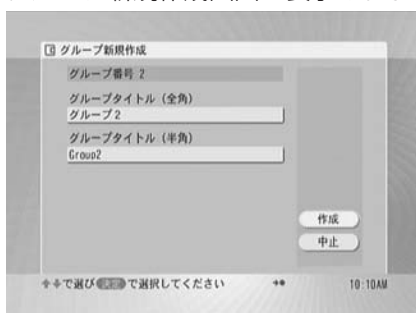 グループ新規作成
グループ番号 2
グループタイトル（全角）
グループ2
グループタイトル（半角）
Group2
作成
中止
で選び 決定 で選択してください
10:10AM